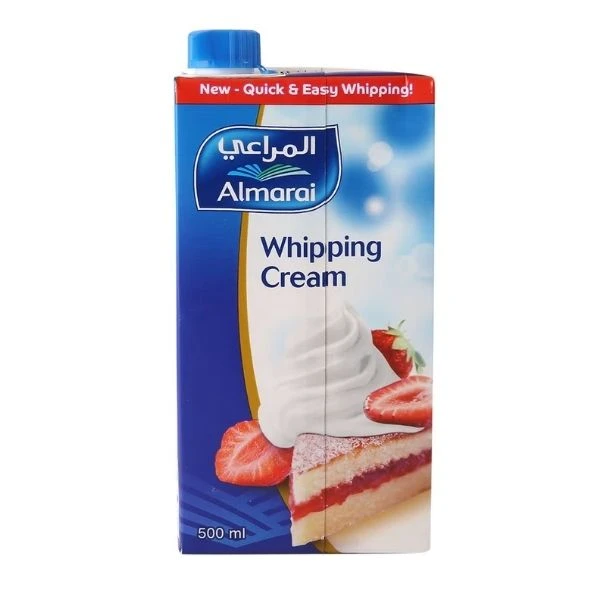 New - Quick & Easy Whipping!
المراعي
Almarai
Whipping
Cream
500 ml